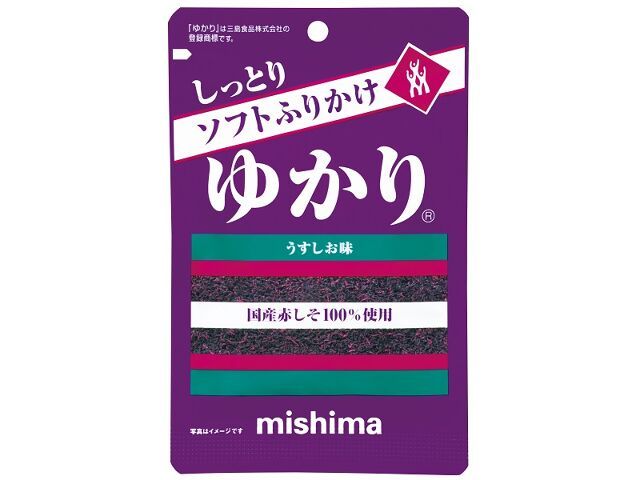 「ゆかり」は三島食品株式会社の
登録商標です。
しっとり
ソフトふりかけ
ゆかり®
うすしお味
国産赤しそ100%使用
写真はイメージです
mishima